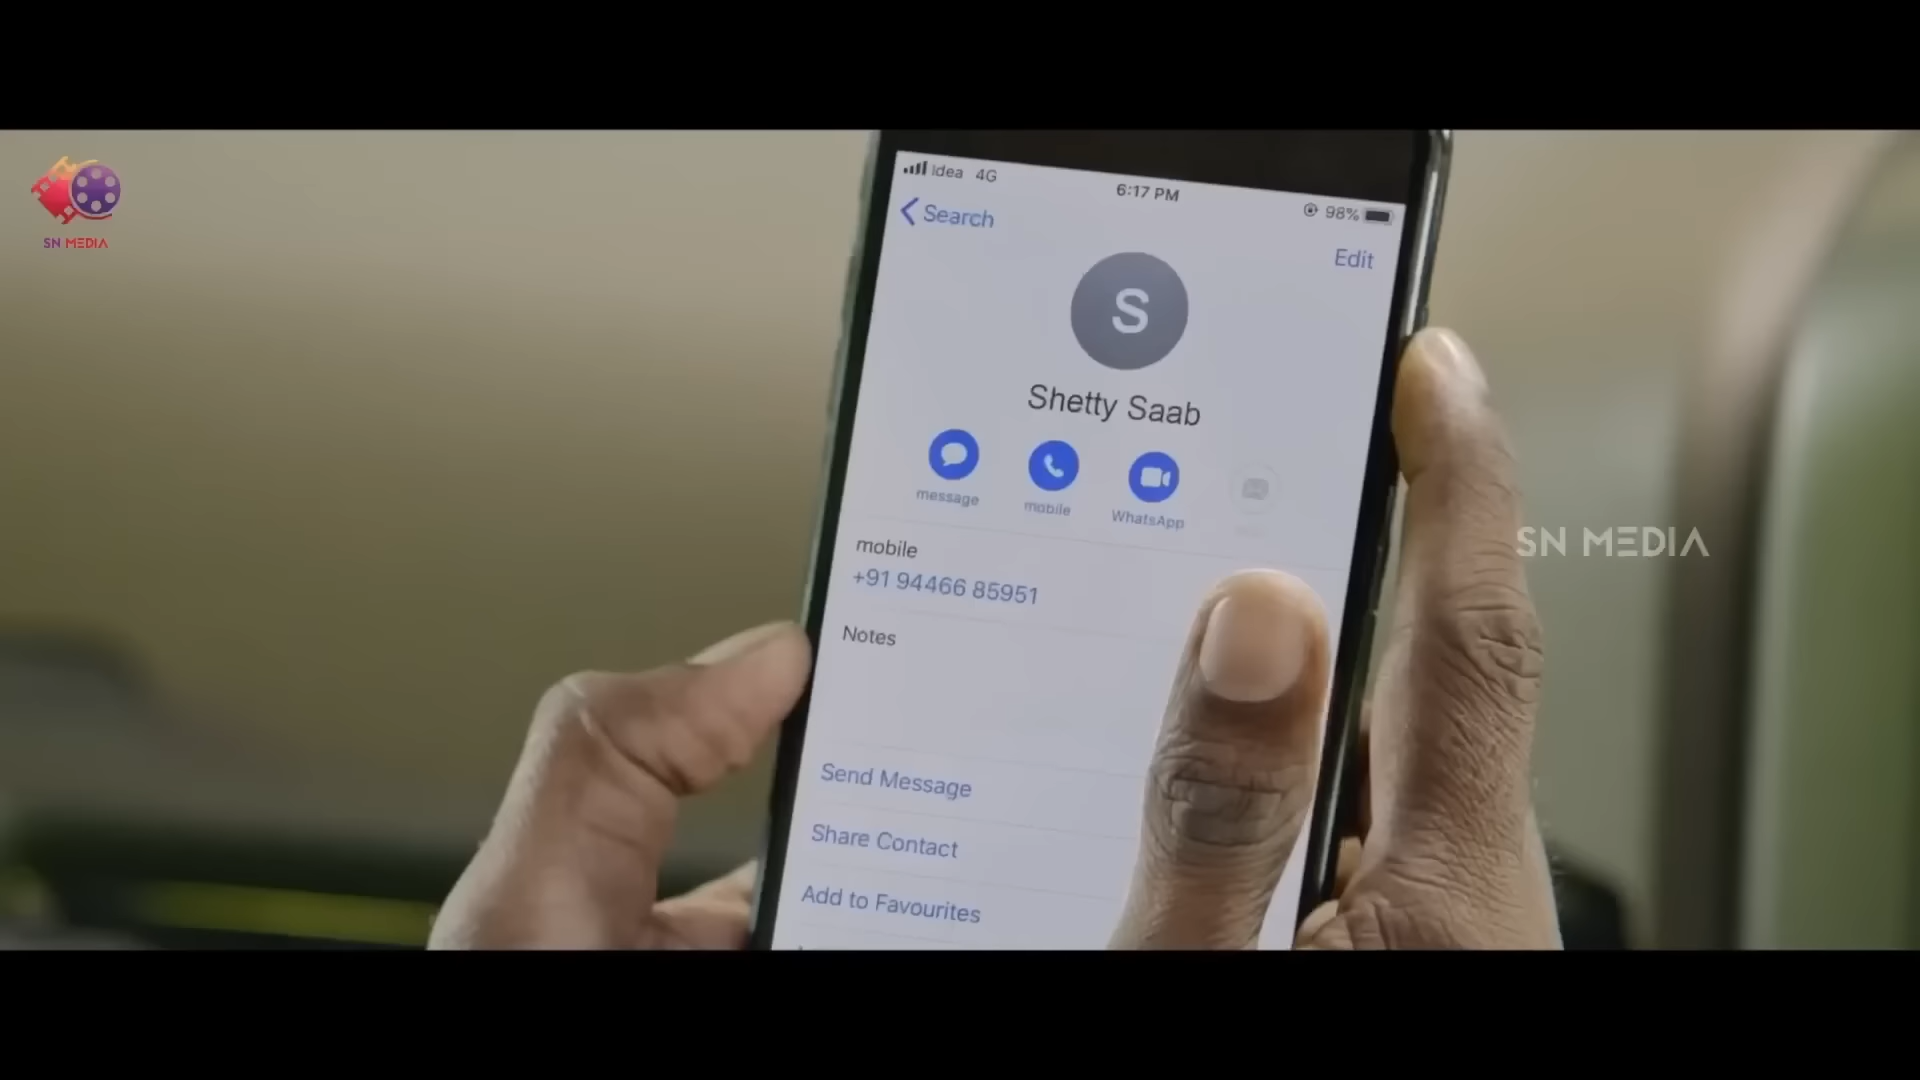 SN MEDIA
Idea 4G
6:17 PM
98%
Search
Edit
S
Shetty Saab
message
mobile
WhatsApp
mobile
+91 94466 85951
Notes
SN MEDIA
Send Message
Share Contact
Add to Favourites